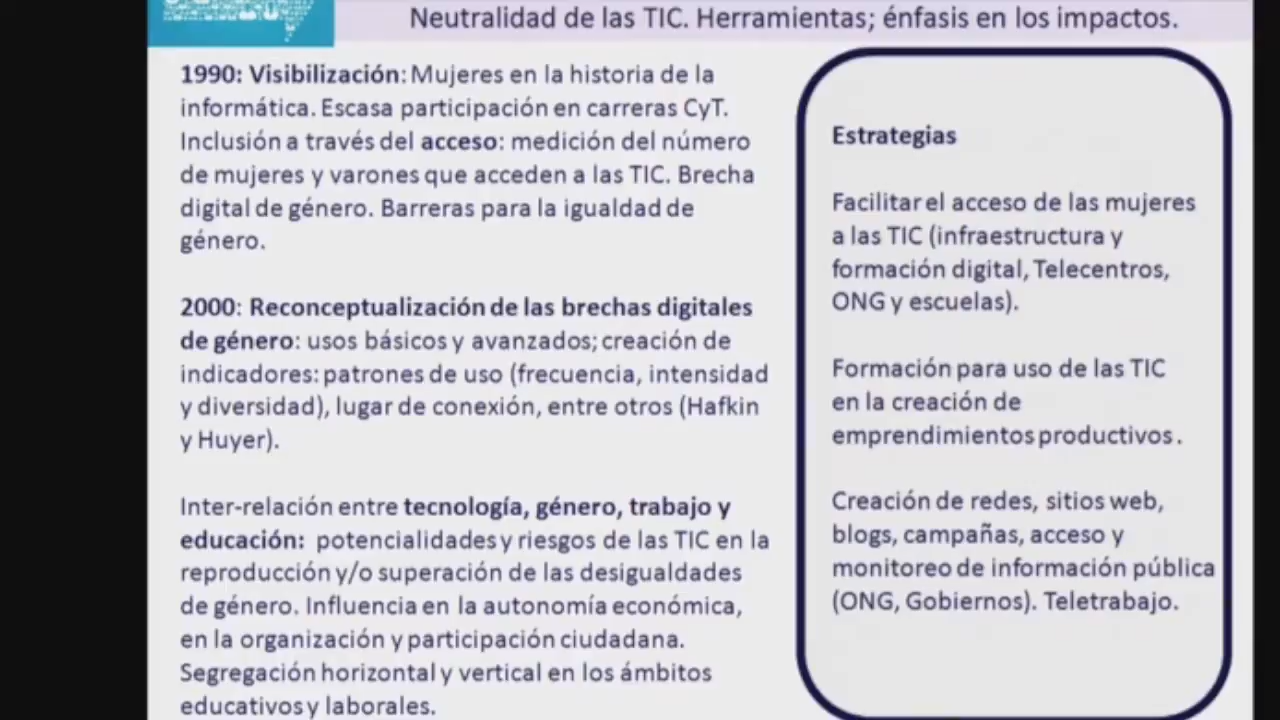 Neutralidad de las TIC. Herramientas; énfasis en los impactos.
1990: Visibilización: Mujeres en la historia de la
informática. Escasa participación en carreras CyT.
Inclusión a través del acceso: medición del número
de mujeres y varones que acceden a las TIC. Brecha
digital de género. Barreras para la igualdad de
género.
2000: Reconceptualización de las brechas digitales
de género: usos básicos y avanzados; creación de
indicadores: patrones de uso (frecuencia, intensidad
y diversidad), lugar de conexión, entre otros (Hafkin
y Huyer).
Inter-relación entre tecnología, género, trabajo y
educación: potencialidades y riesgos de las TIC en la
reproducción y/o superación de las desigualdades
de género. Influencia en la autonomía económica,
en la organización y participación ciudadana.
Segregación horizontal y vertical en los ámbitos
educativos y laborales.
Estrategias
Facilitar el acceso de las mujeres
a las TIC (infraestructura y
formación digital, Telecentros,
ONG y escuelas).
Formación para uso de las TIC
en la creación de
emprendimientos productivos.
Creación de redes, sitios web,
blogs, campañas, acceso y
monitoreo de información pública
(ONG, Gobiernos). Teletrabajo.